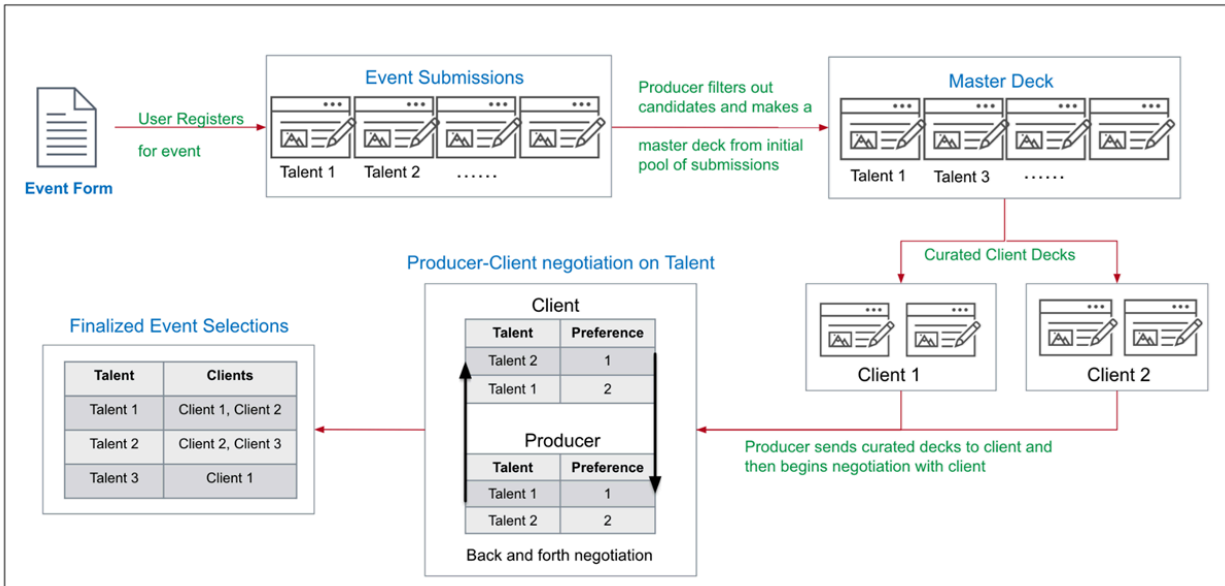 Event Submissions
Master Deck
Producer filters out
candidates and makes a
master deck from initial
pool of submissions
User Registers
for event
Event Form
Talent 1
Talent 2
......
Talent 1
Talent 3
......
Curated Client Decks
Client 1
Client 2
Producer sends curated decks to client and
then begins negotiation with client
Producer-Client negotiation on Talent
Client
Talent Preference
Talent 2 1
Talent 1 2
Producer
Talent Preference
Talent 1 1
Talent 2 2
Back and forth negotiation
Finalized Event Selections
Talent Clients
Talent 1 Client 1, Client 2
Talent 2 Client 2, Client 3
Talent 3 Client 1